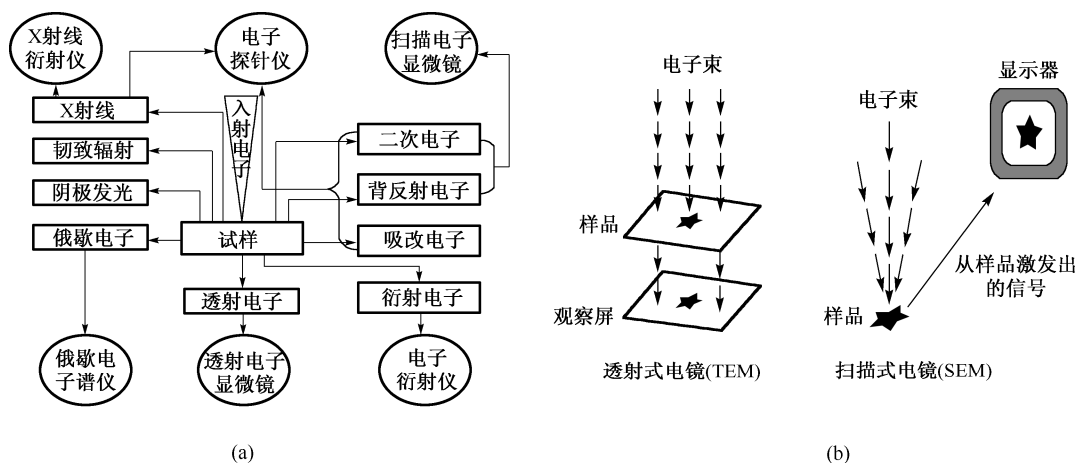 X射线
衍射仪
电子
探针仪
扫描电子
显微镜
X射线
入射电子
二次电子
韧致辐射
背反射电子
阴极发光
俄歇电子
试样
吸改电子
透射电子
衍射电子
俄歇电
子谱仪
透射电子
显微镜
电子
衍射仪
(a)
电子束
样品
观察屏
透射式电镜(TEM)
显示器
电子束
从样品激发出
的信号
样品
扫描式电镜(SEM)
(b)